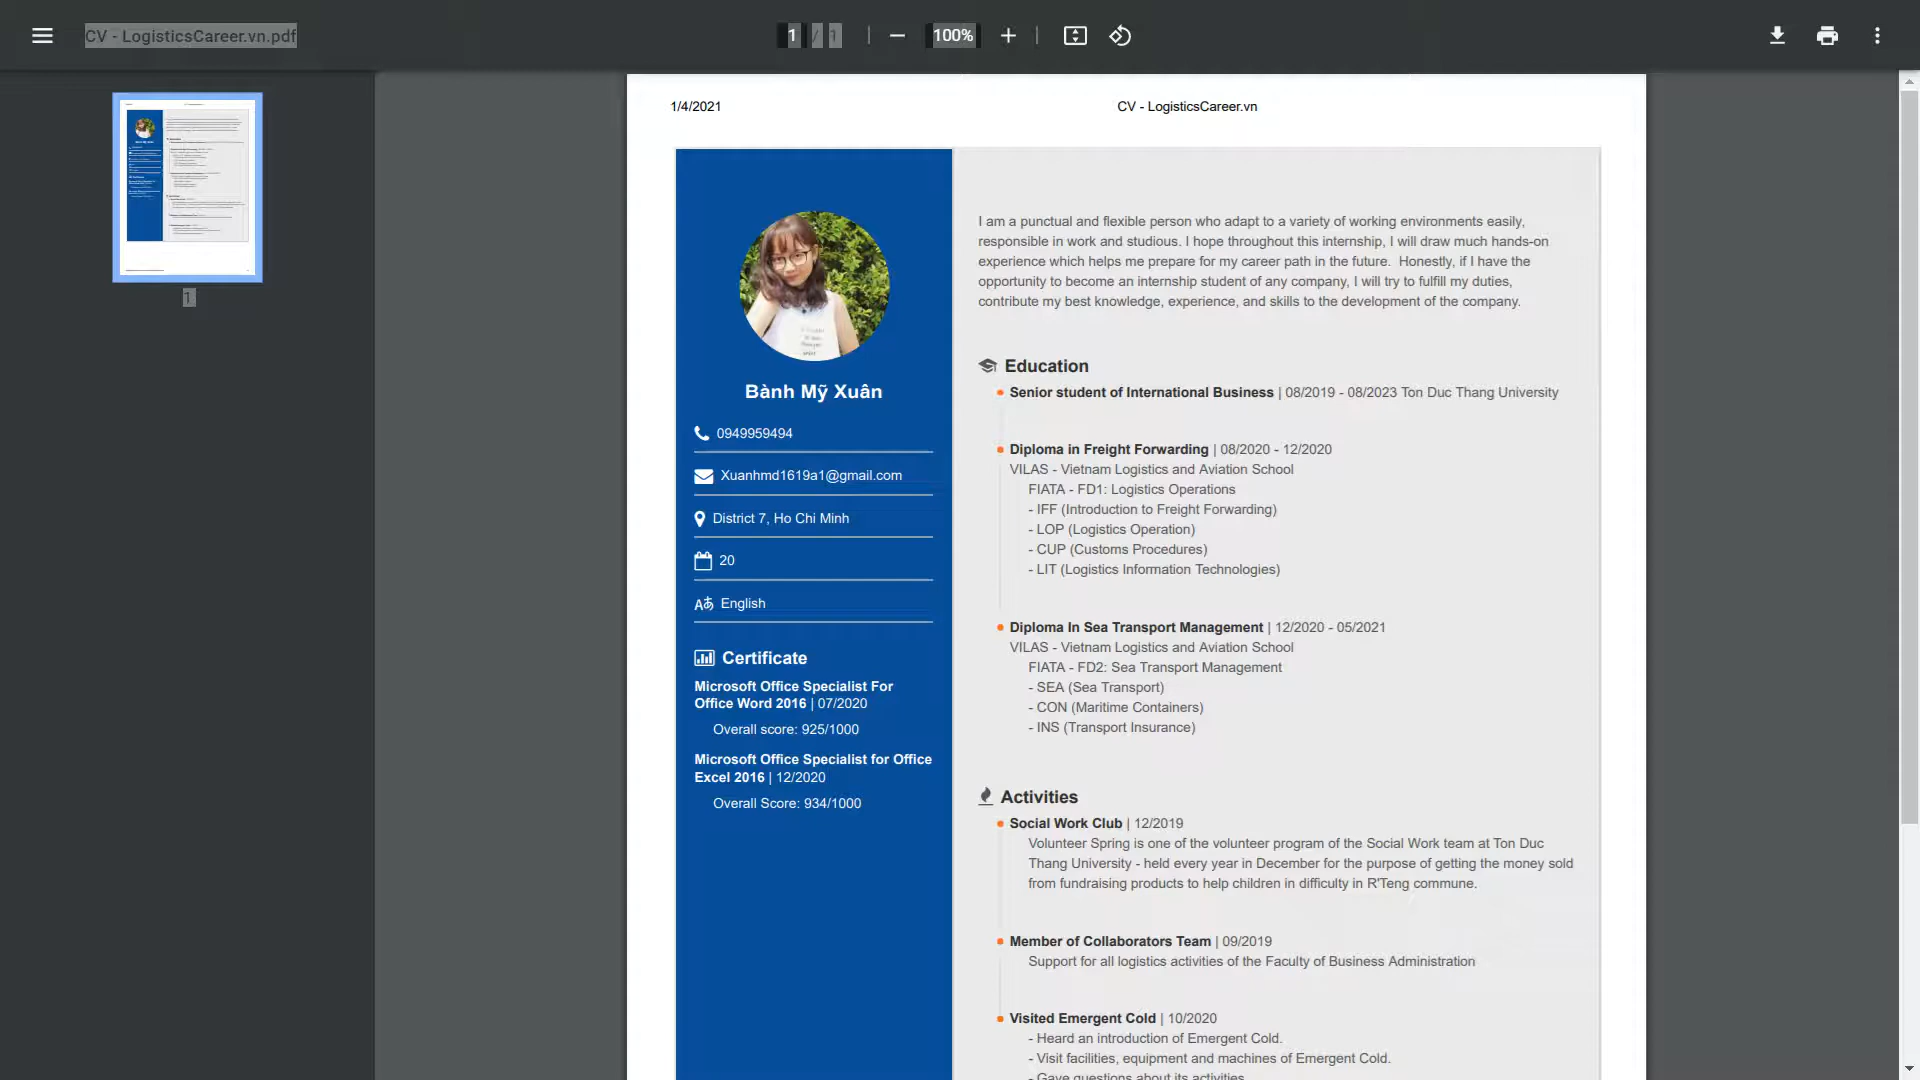 CV - LogisticsCareer.vn.pdf
1 / 1
100%
1
1/4/2021
CV - LogisticsCareer.vn
Bành Mỹ Xuân
0949959494
Xuanhmd1619a1@gmail.com
District 7, Ho Chi Minh
20
English
Certificate
Microsoft Office Specialist For
Office Word 2016 | 07/2020
Overall score: 925/1000
Microsoft Office Specialist for Office
Excel 2016 | 12/2020
Overall Score: 934/1000
I am a punctual and flexible person who adapt to a variety of working environments easily,
responsible in work and studious. I hope throughout this internship, I will draw much hands-on
experience which helps me prepare for my career path in the future.  Honestly, if I have the
opportunity to become an internship student of any company, I will try to fulfill my duties,
contribute my best knowledge, experience, and skills to the development of the company.
Education
Senior student of International Business | 08/2019 - 08/2023 Ton Duc Thang University
Diploma in Freight Forwarding | 08/2020 - 12/2020
VILAS - Vietnam Logistics and Aviation School
FIATA - FD1: Logistics Operations
- IFF (Introduction to Freight Forwarding)
- LOP (Logistics Operation)
- CUP (Customs Procedures)
- LIT (Logistics Information Technologies)
Diploma In Sea Transport Management | 12/2020 - 05/2021
VILAS - Vietnam Logistics and Aviation School
FIATA - FD2: Sea Transport Management
- SEA (Sea Transport)
- CON (Maritime Containers)
- INS (Transport Insurance)
Activities
Social Work Club | 12/2019
Volunteer Spring is one of the volunteer program of the Social Work team at Ton Duc
Thang University - held every year in December for the purpose of getting the money sold
from fundraising products to help children in difficulty in R'Teng commune.
Member of Collaborators Team | 09/2019
Support for all logistics activities of the Faculty of Business Administration
Visited Emergent Cold | 10/2020
- Heard an introduction of Emergent Cold.
- Visit facilities, equipment and machines of Emergent Cold.
- Gave questions about its activities